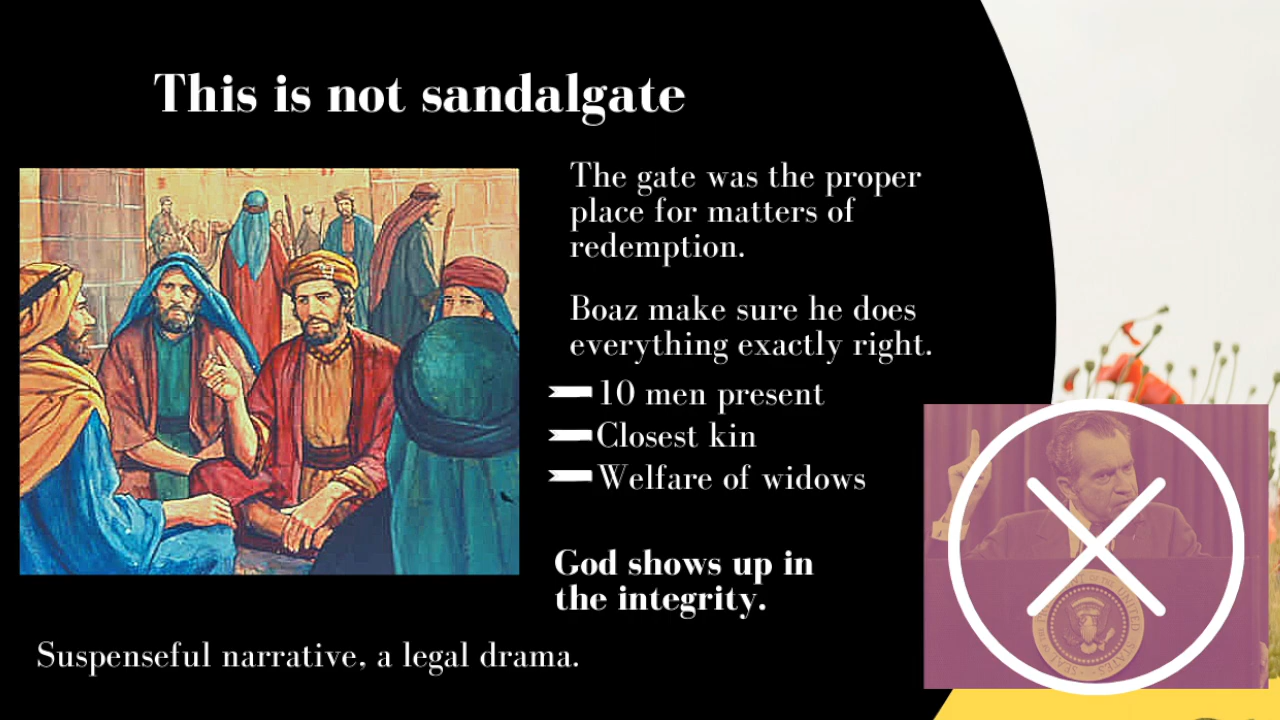 This is not sandalgate
The gate was the proper
place for matters of
redemption.
Boaz make sure he does
everything exactly right.
10 men present
Closest kin
Welfare of widows
God shows up in
the integrity.
Suspenseful narrative, a legal drama.